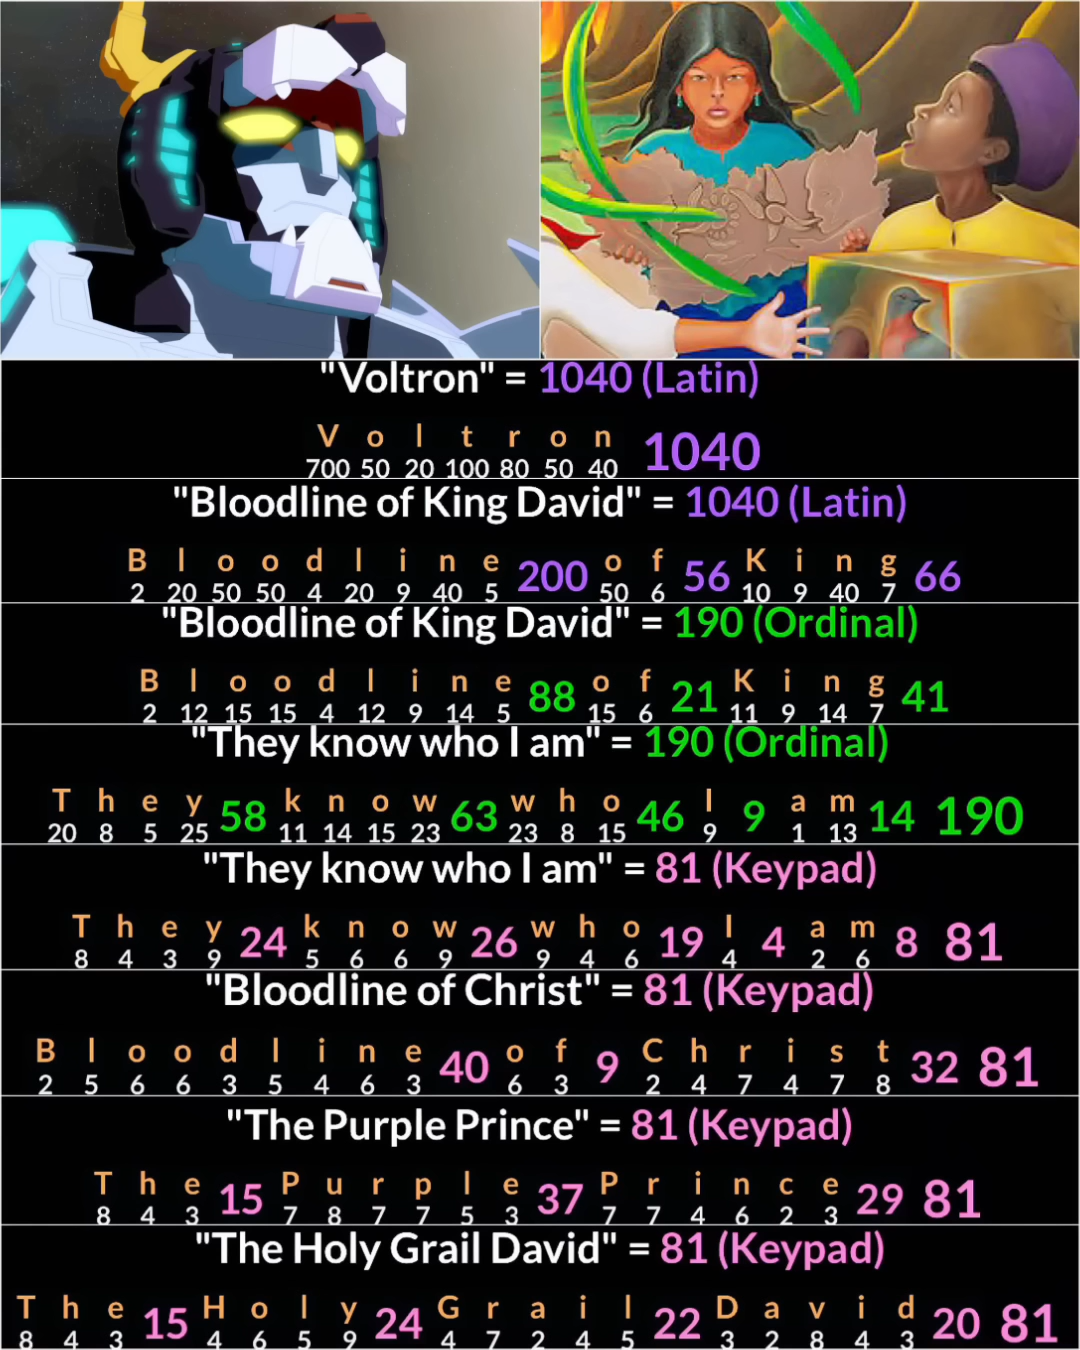 "Voltron" = 1040 (Latin)
V o l t r o n 1040
700 50 20 100 80 50 40
"Bloodline of King David" = 1040 (Latin)
B l o o d l i n e 200 o f 56 K i n g 66
2 20 50 50 4 20 9 40 5 50 6 10 9 40 7
"Bloodline of King David" = 190 (Ordinal)
B l o o d l i n e 88 o f 21 K i n g 41
2 12 15 15 4 12 9 14 5 15 6 11 9 14 7
"They know who I am" = 190 (Ordinal)
T h e y 58 k n o w 63 w h o 46 I 9 a m 14 190
20 8 5 25 11 14 15 23 23 8 15 9 1 13
"They know who I am" = 81 (Keypad)
T h e y 24 k n o w 26 w h o 19 I 4 a m 8 81
8 4 3 9 5 6 6 9 9 4 6 4 2 6
"Bloodline of Christ" = 81 (Keypad)
B l o o d l i n e 40 o f 9 C h r i s t 32 81
2 5 6 6 3 5 4 6 3 6 3 2 4 7 4 7 8
"The Purple Prince" = 81 (Keypad)
T h e 15 P u r p l e 37 P r i n c e 29 81
8 4 3 7 8 7 7 5 3 7 7 4 6 2 3
"The Holy Grail David" = 81 (Keypad)
T h e 15 H o l y 24 G r a i l 22 D a v i d 20 81
8 4 3 4 6 5 9 4 7 2 4 5 3 2 8 4 3